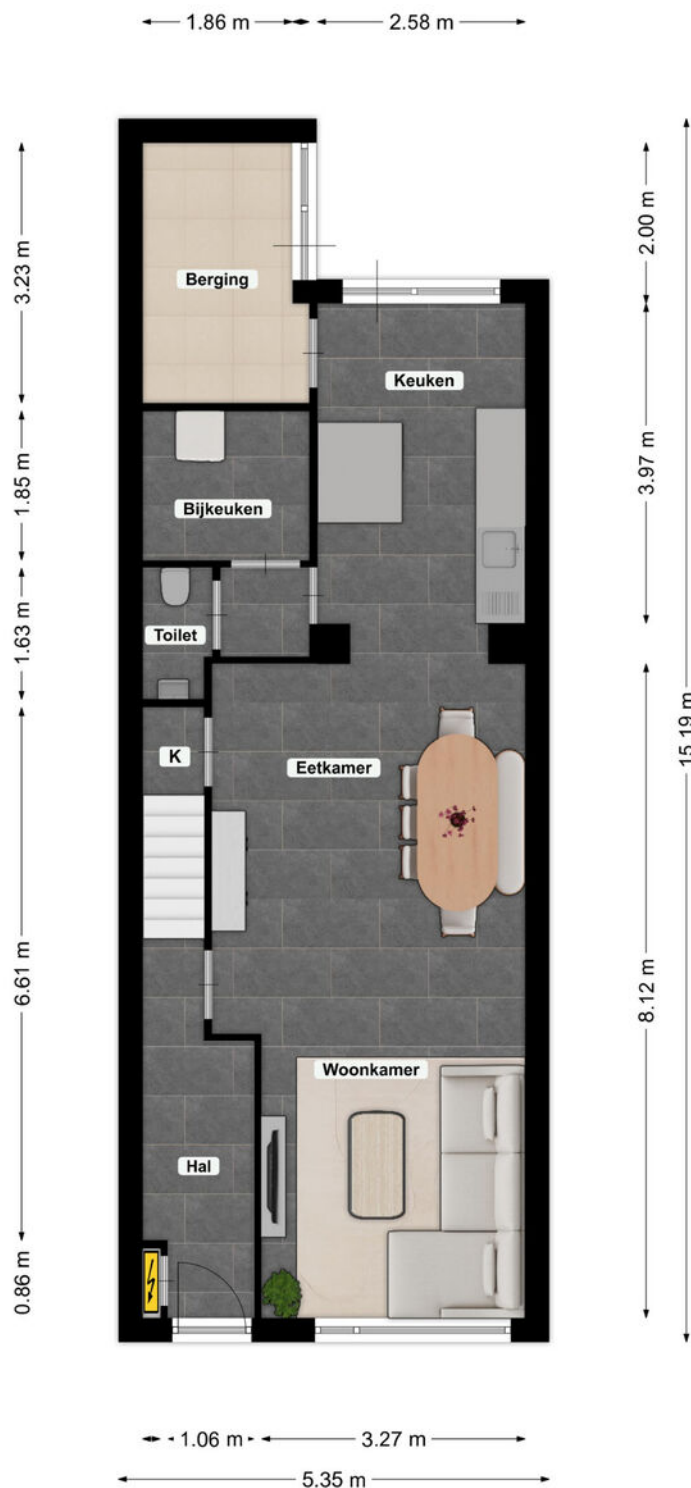 1.86 m
2.58 m
3.23 m
2.00 m
Berging
Keuken
3.97 m
1.85 m
Bijkeuken
1.63 m
Toilet
15.19 m
K
Eetkamer
6.61 m
8.12 m
Woonkamer
Hal
0.86 m
1.06 m
3.27 m
5.35 m